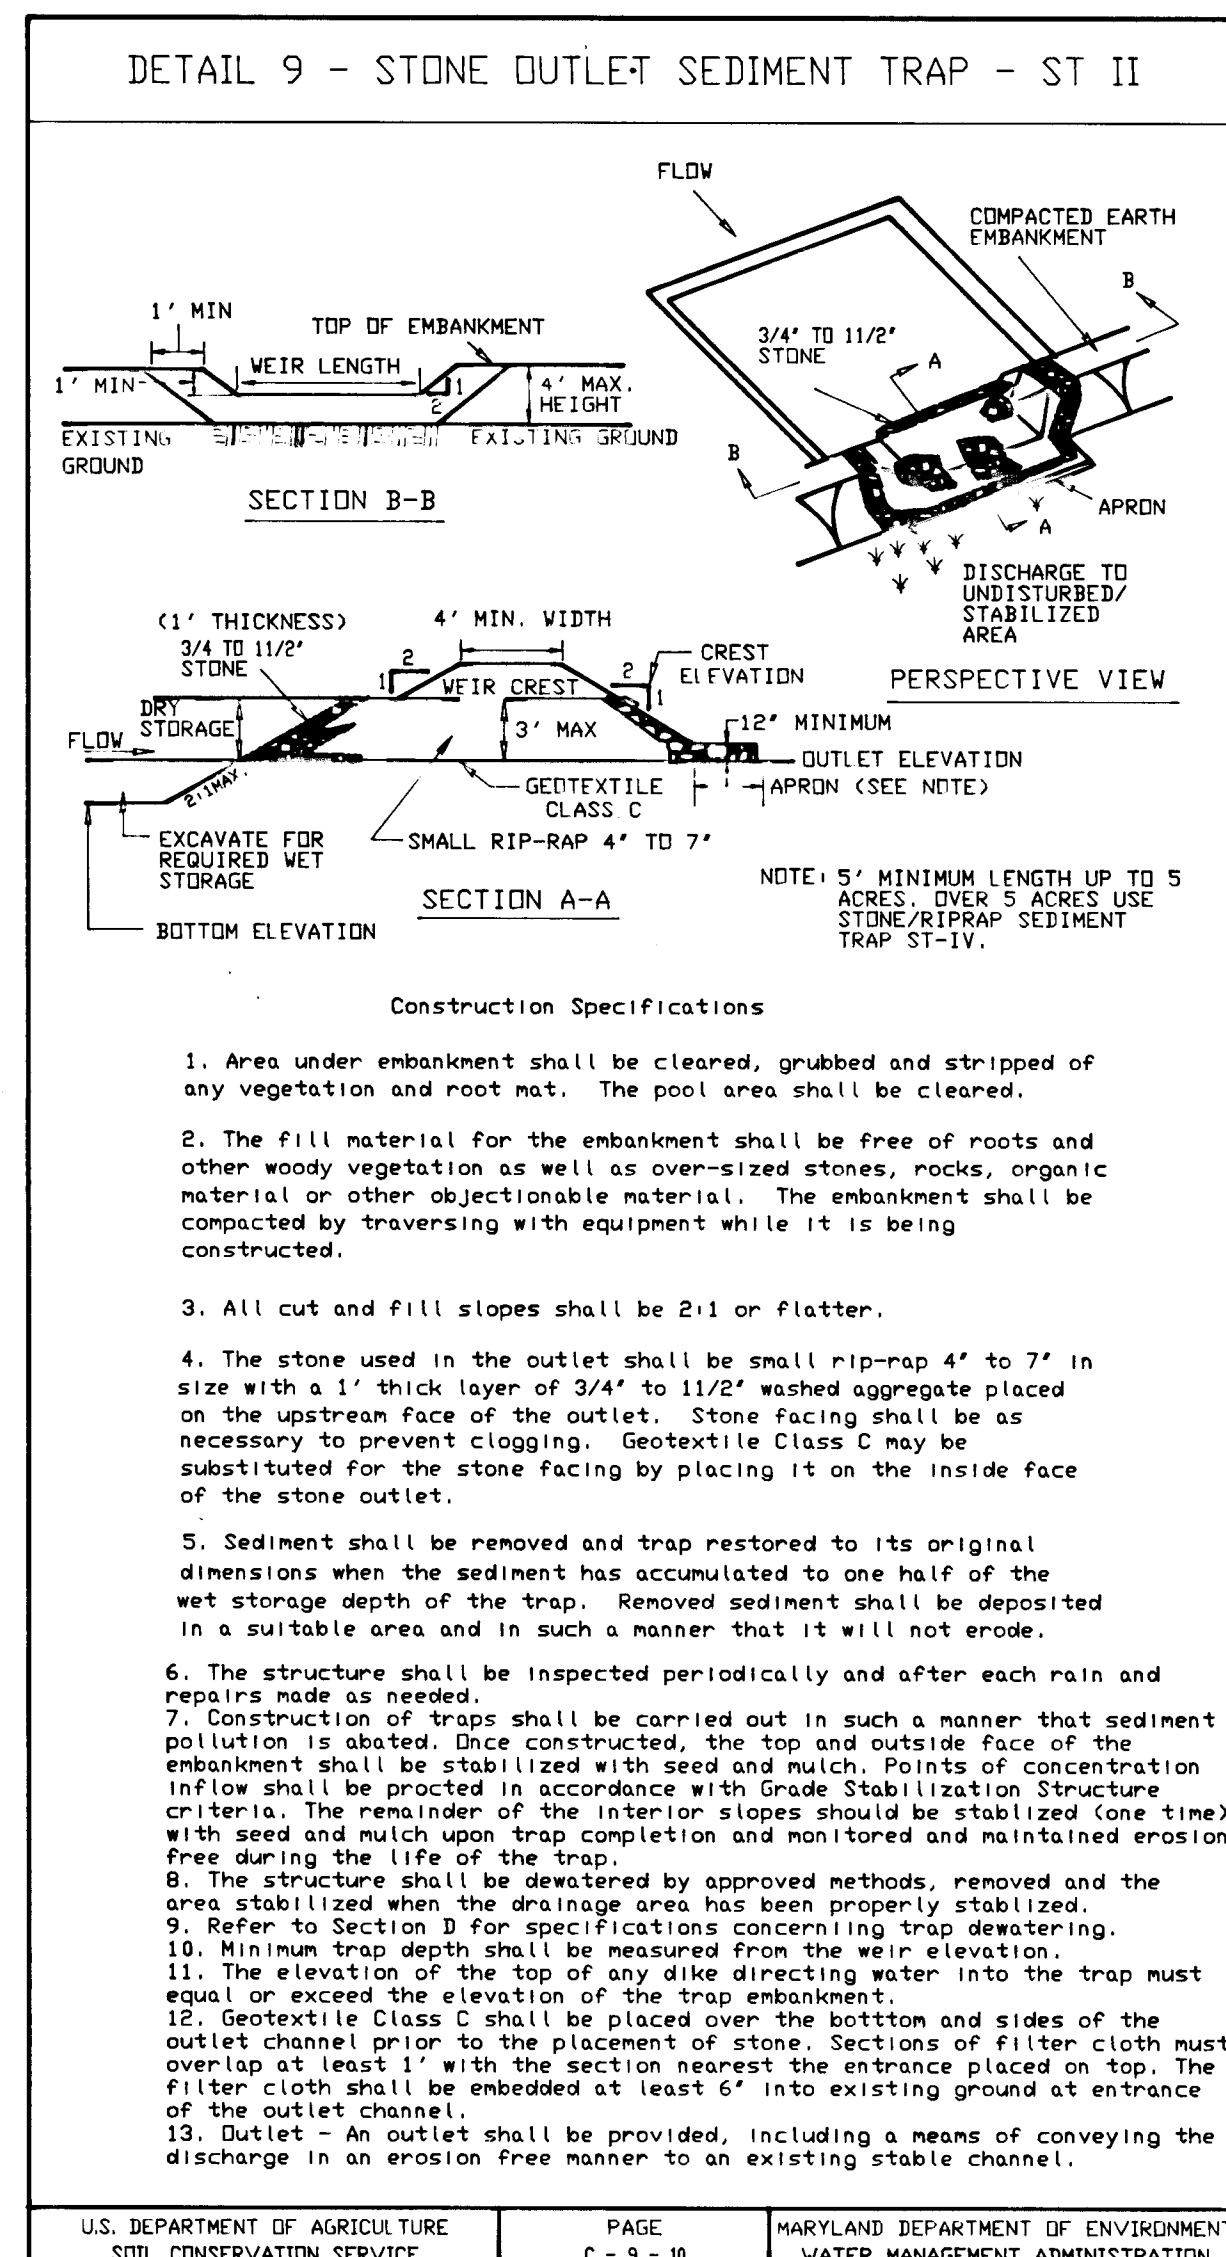 DETAIL 9 - STONE OUTLET SEDIMENT TRAP - ST II
FLOW
COMPACTED EARTH
EMBANKMENT
B
3/4" TO 11/2"
STONE
A
B
A
APRON
DISCHARGE TO
UNDISTURBED/
STABILIZED
AREA
PERSPECTIVE VIEW
1' MIN
TOP OF EMBANKMENT
WEIR LENGTH
1' MIN
1
2
4' MAX.
HEIGHT
EXISTING
GROUND
EXISTING GROUND
SECTION B-B
(1' THICKNESS)
3/4 TO 11/2"
STONE
4' MIN. WIDTH
2
1
2
1
CREST
ELEVATION
WEIR CREST
DRY
STORAGE
FLOW
3' MAX
12" MINIMUM
OUTLET ELEVATION
2:1 MAX.
GEOTEXTILE
CLASS C
APRON (SEE NOTE)
EXCAVATE FOR
REQUIRED WET
STORAGE
SMALL RIP-RAP 4" TO 7"
SECTION A-A
BOTTOM ELEVATION
NOTE: 5' MINIMUM LENGTH UP TO 5
ACRES. OVER 5 ACRES USE
STONE/RIPRAP SEDIMENT
TRAP ST-IV.
Construction Specifications
1. Area under embankment shall be cleared, grubbed and stripped of
any vegetation and root mat. The pool area shall be cleared.
2. The fill material for the embankment shall be free of roots and
other woody vegetation as well as over-sized stones, rocks, organic
material or other objectionable material. The embankment shall be
compacted by traversing with equipment while it is being
constructed.
3. All cut and fill slopes shall be 2:1 or flatter.
4. The stone used in the outlet shall be small rip-rap 4" to 7" in
size with a 1' thick layer of 3/4" to 11/2" washed aggregate placed
on the upstream face of the outlet. Stone facing shall be as
necessary to prevent clogging. Geotextile Class C may be
substituted for the stone facing by placing it on the inside face
of the stone outlet.
5. Sediment shall be removed and trap restored to its original
dimensions when the sediment has accumulated to one half of the
wet storage depth of the trap. Removed sediment shall be deposited
in a suitable area and in such a manner that it will not erode.
6. The structure shall be inspected periodically and after each rain and
repairs made as needed.
7. Construction of traps shall be carried out in such a manner that sediment
pollution is abated. Once constructed, the top and outside face of the
embankment shall be stabilized with seed and mulch. Points of concentration
inflow shall be procted in accordance with Grade Stabilization Structure
criteria. The remainder of the interior slopes should be stablized (one time)
with seed and mulch upon trap completion and monitored and maintained erosion
free during the life of the trap.
8. The structure shall be dewatered by approved methods, removed and the
area stabilized when the drainage area has been properly stablized.
9. Refer to Section D for specifications concerniing trap dewatering.
10. Minimum trap depth shall be measured from the weir elevation.
11. The elevation of the top of any dike directing water into the trap must
equal or exceed the elevation of the trap embankment.
12. Geotextile Class C shall be placed over the botttom and sides of the
outlet channel prior to the placement of stone. Sections of filter cloth must
overlap at least 1' with the section nearest the entrance placed on top. The
filter cloth shall be embedded at least 6" into existing ground at entrance
of the outlet channel.
13. Outlet - An outlet shall be provided, including a means of conveying the
discharge in an erosion free manner to an existing stable channel.
U.S. DEPARTMENT OF AGRICULTURE
SOIL CONSERVATION SERVICE
PAGE
C - 9 - 10
MARYLAND DEPARTMENT OF ENVIRONMENT
WATER MANAGEMENT ADMINISTRATION